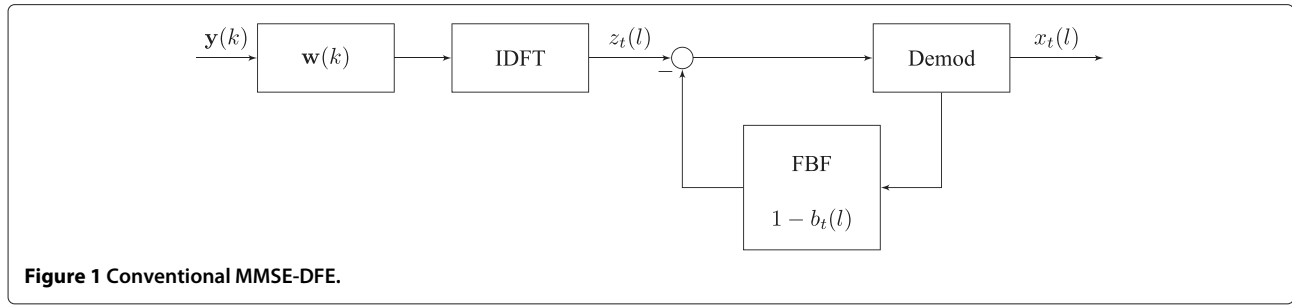 y(k)
w(k)
IDFT
z_t(l)
−
Demod
x_t(l)
FBF
1 − b_t(l)
Figure 1 Conventional MMSE-DFE.